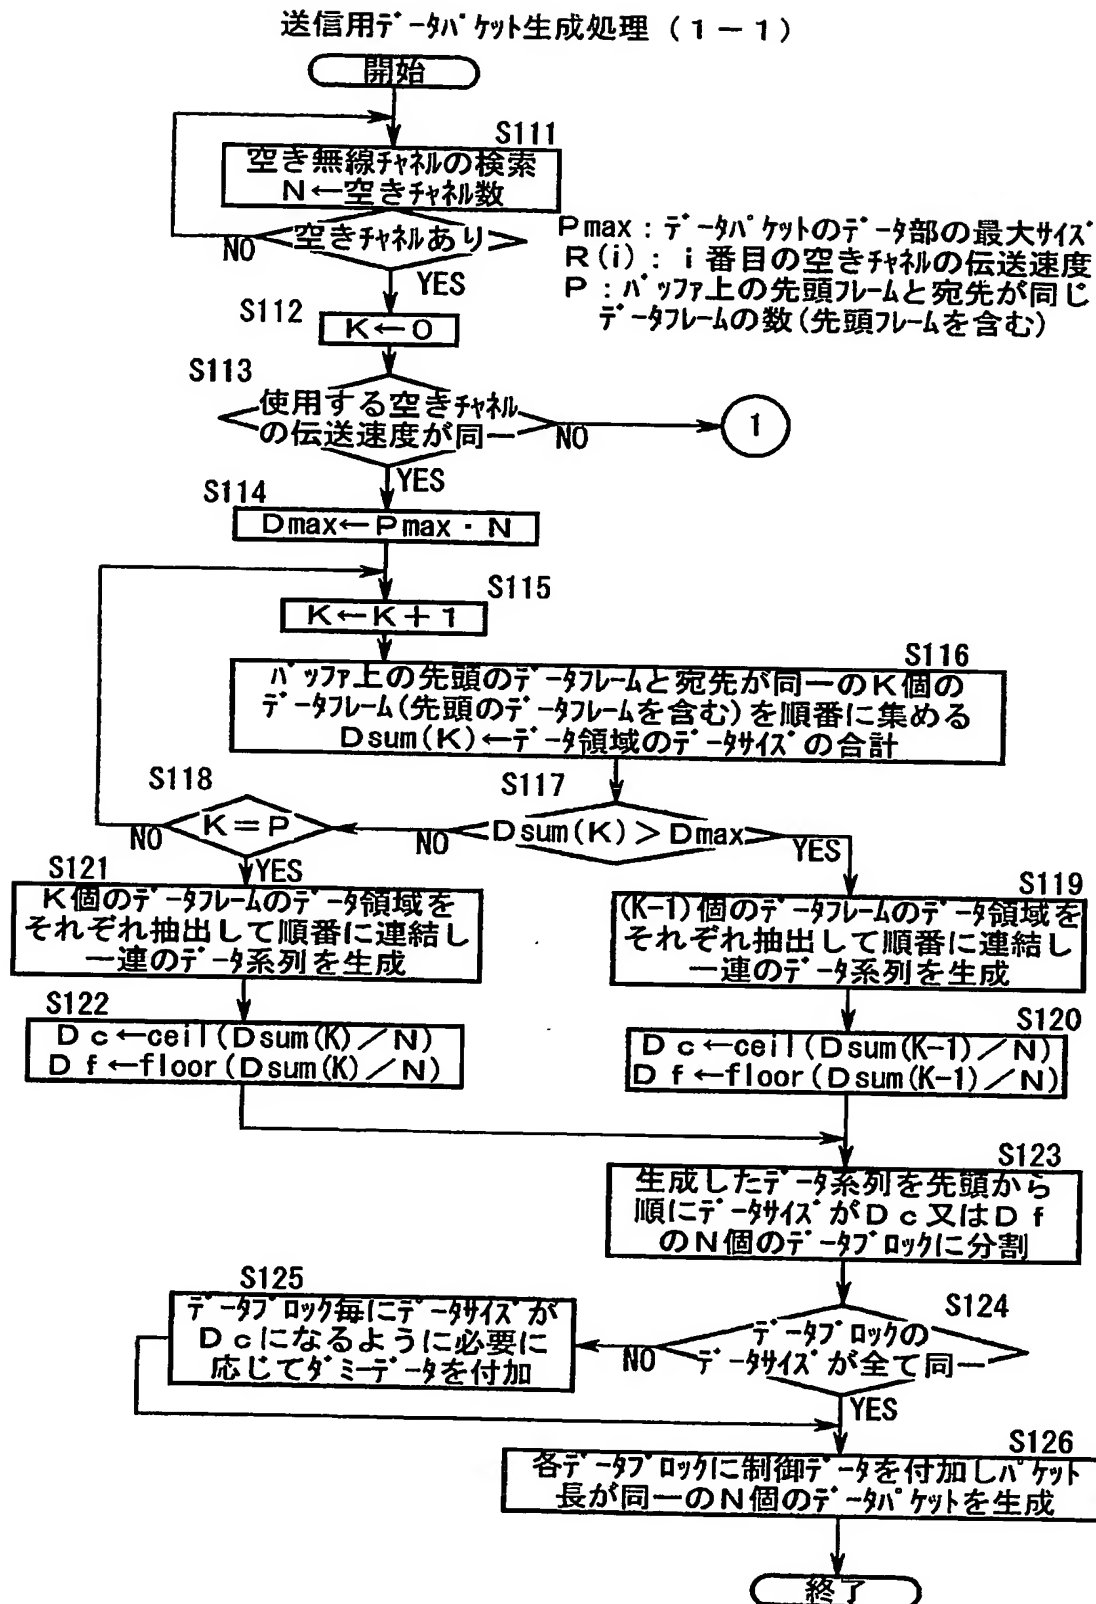 送信用データパケット生成処理(1-1)
開始
S111
空き無線チャネルの検索
N←空きチャネル数
空きチャネルあり
NO
YES
Pmax:データパケットのデータ部の最大サイズ
R(i):i番目の空きチャネルの伝送速度
P:バッファ上の先頭フレームと宛先が同じ
データフレームの数(先頭フレームを含む)
S112
K←0
S113
使用する空きチャネル
の伝送速度が同一
NO
1
YES
S114
Dmax←Pmax・N
S115
K←K+1
S116
バッファ上の先頭のデータフレームと宛先が同一のK個の
データフレーム(先頭のデータフレームを含む)を順番に集める
Dsum(K)←データ領域のデータサイズの合計
S117
Dsum(K)>Dmax
NO
YES
S118
K=P
NO
YES
S121
K個のデータフレームのデータ領域を
それぞれ抽出して順番に連結し
一連のデータ系列を生成
S119
(K-1)個のデータフレームのデータ領域を
それぞれ抽出して順番に連結し
一連のデータ系列を生成
S122
Dc←ceil(Dsum(K)/N)
Df←floor(Dsum(K)/N)
S120
Dc←ceil(Dsum(K-1)/N)
Df←floor(Dsum(K-1)/N)
S123
生成したデータ系列を先頭から
順にデータサイズがDc又はDf
のN個のデータブロックに分割
S124
データブロックの
データサイズが全て同一
NO
YES
S125
データブロック毎にデータサイズが
Dcになるように必要に
応じてダミーデータを付加
S126
各データブロックに制御データを付加しパケット
長が同一のN個のデータパケットを生成
終了